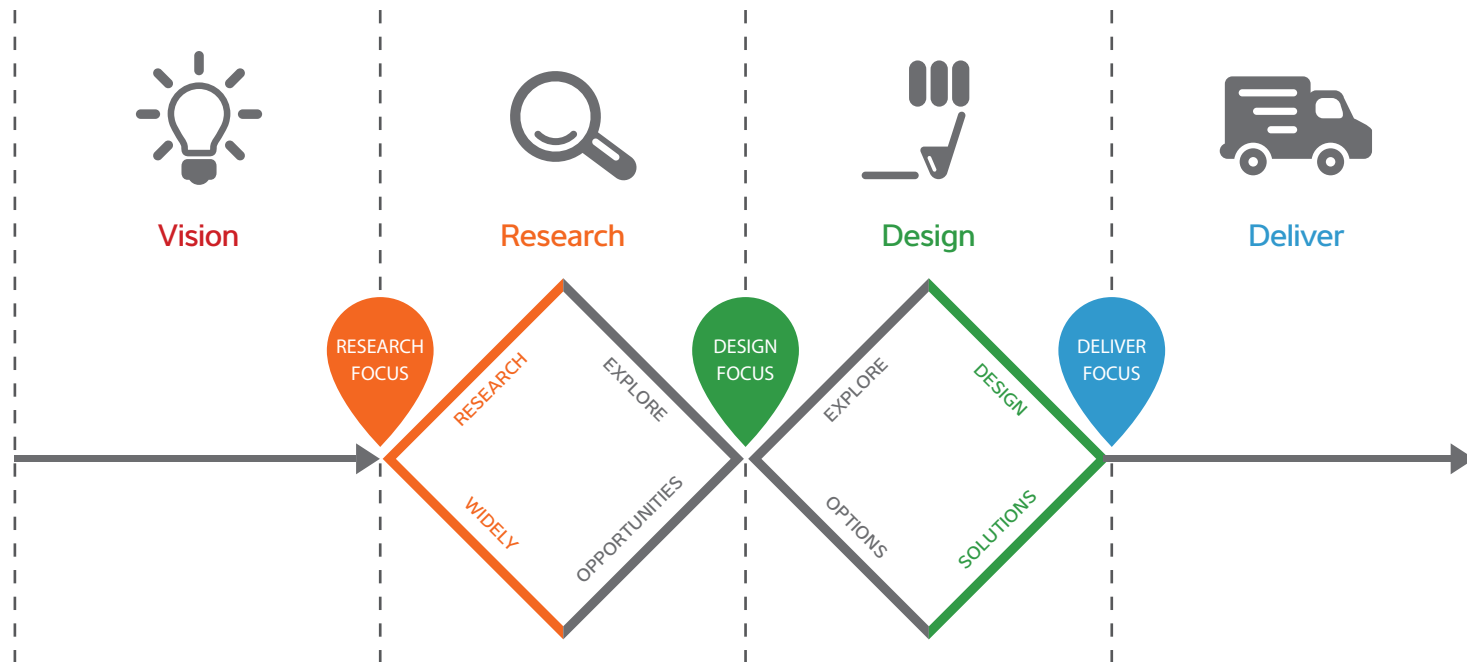 Vision
Research
Design
Deliver
RESEARCH
FOCUS
DESIGN
FOCUS
DELIVER
FOCUS
RESEARCH
WIDELY
EXPLORE
OPPORTUNITIES
EXPLORE
OPTIONS
DESIGN
SOLUTIONS